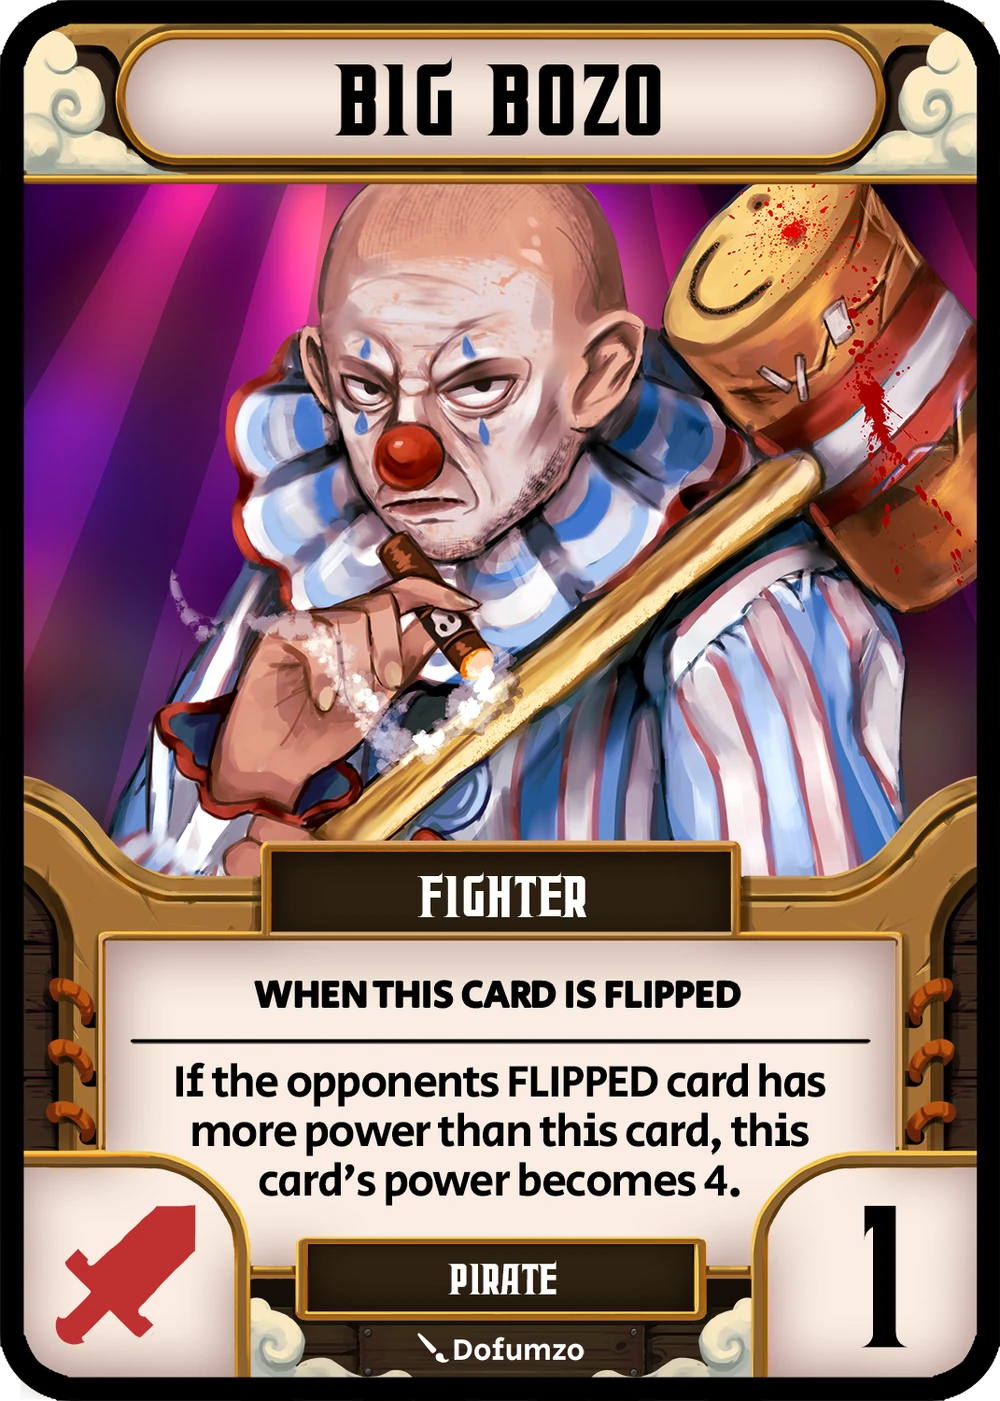 BIG BOZO
FIGHTER
WHEN THIS CARD IS FLIPPED
If the opponents FLIPPED card has
more power than this card, this
card's power becomes 4.
1
PIRATE
Dofumzo